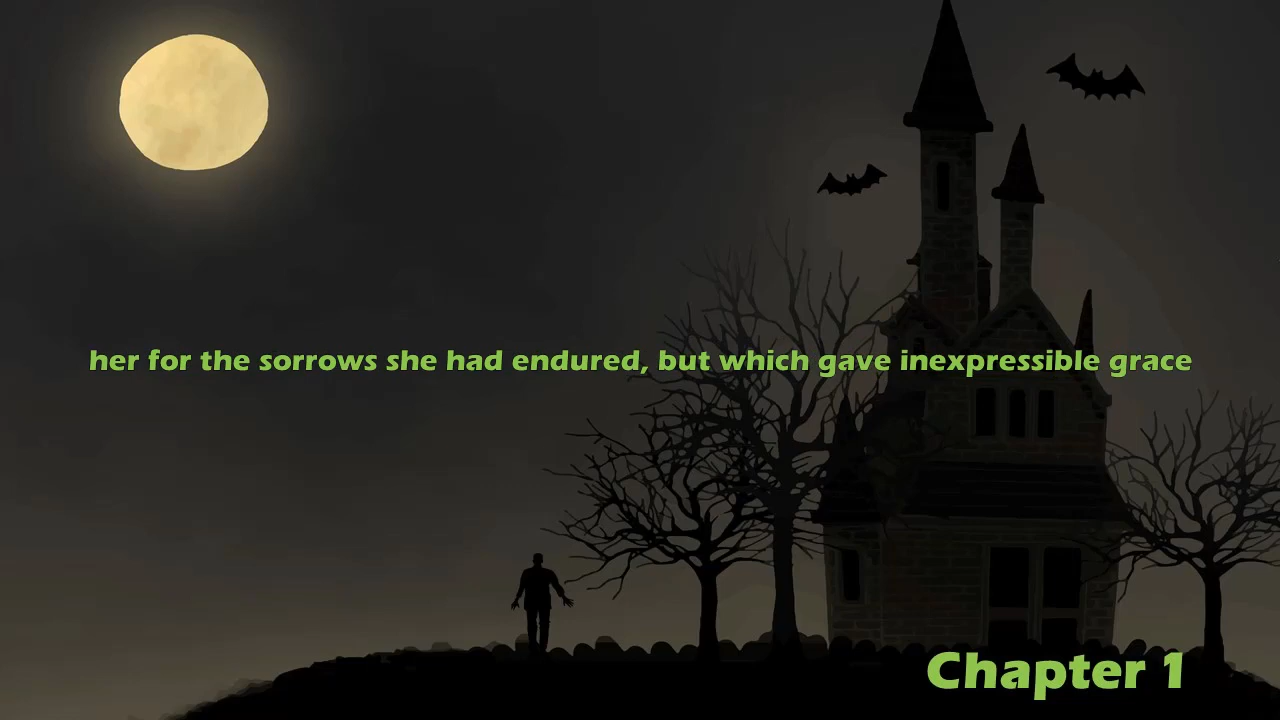 her for the sorrows she had endured, but which gave inexpressible grace
Chapter 1